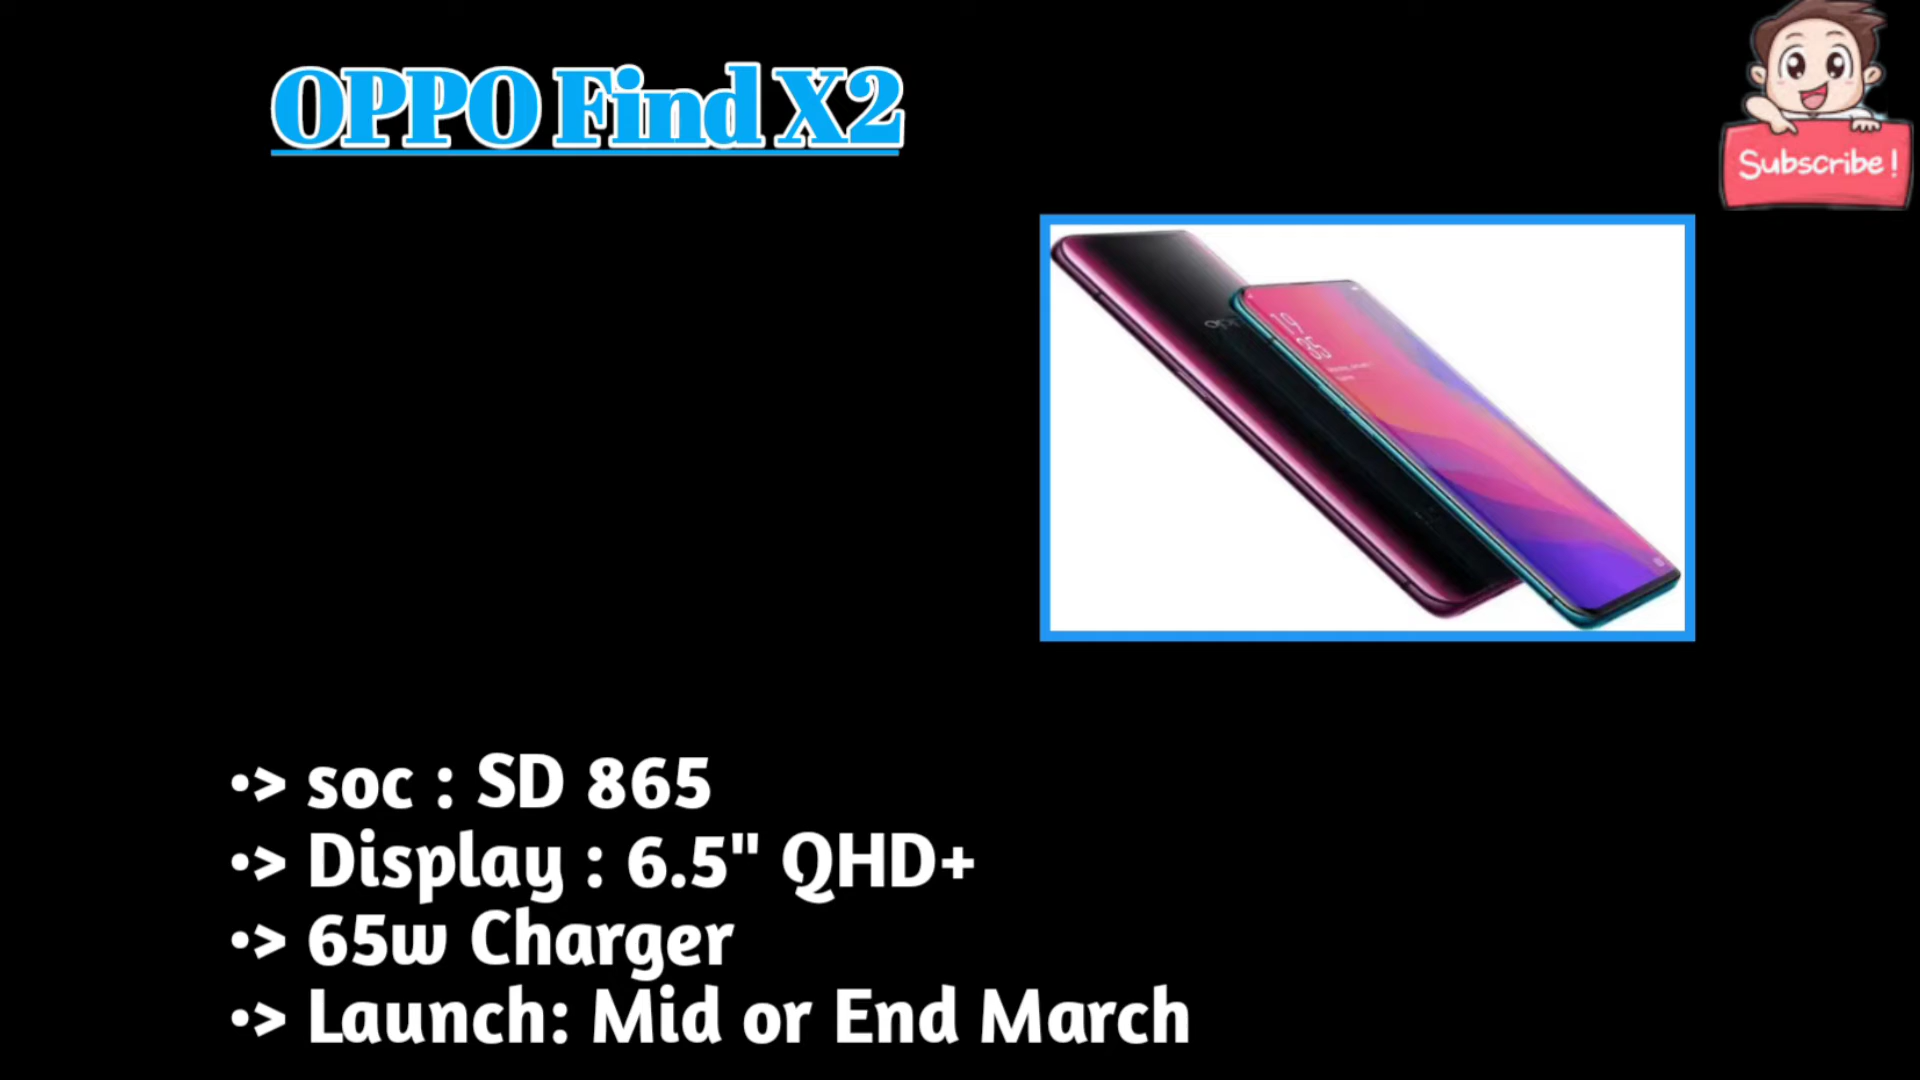 OPPO Find X2
Subscribe!
•> soc : SD 865
•> Display : 6.5" QHD+
•> 65w Charger
•> Launch: Mid or End March